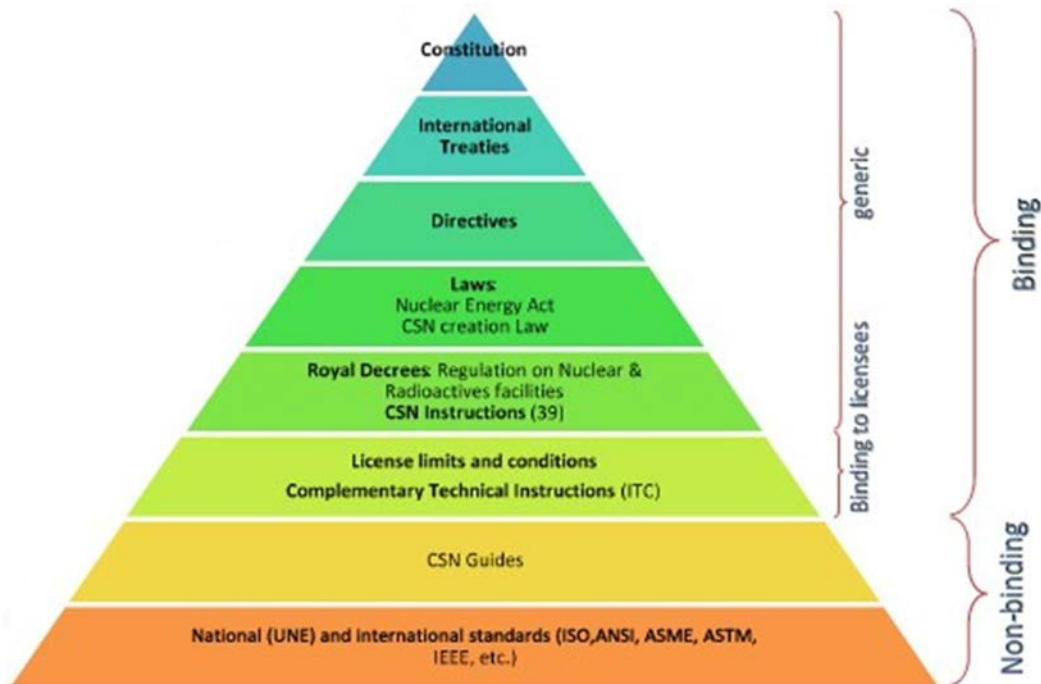 Constitution
International
Treaties
Directives
Laws:
Nuclear Energy Act
CSN creation Law
Royal Decrees: Regulation on Nuclear &
Radioactives facilities
CSN Instructions (39)
License limits and conditions
Complementary Technical Instructions (ITC)
CSN Guides
National (UNE) and international standards (ISO,ANSI, ASME, ASTM,
IEEE, etc.)
generic
Binding to licensees
Binding
Non-binding